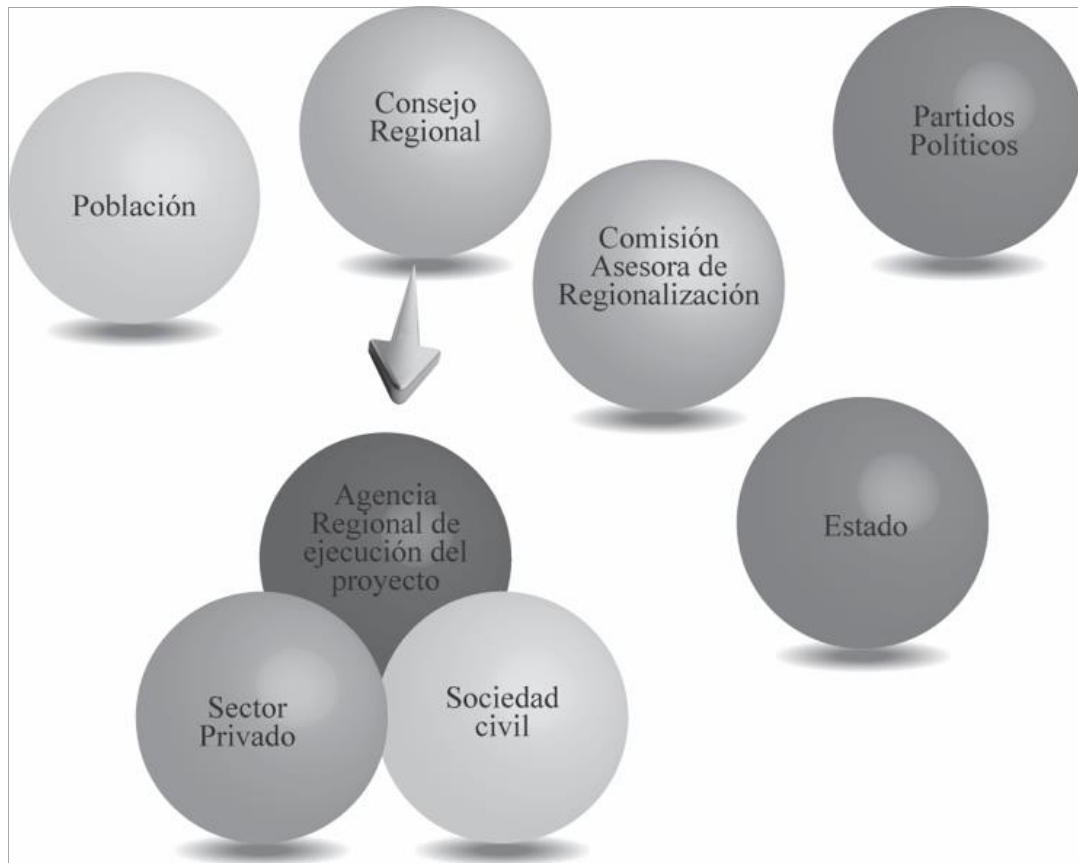 Consejo
Regional
Partidos
Políticos
Población
Comisión
Asesora de
Regionalización
Agencia
Regional de
ejecución del
proyecto
Estado
Sector
Privado
Sociedad
civil